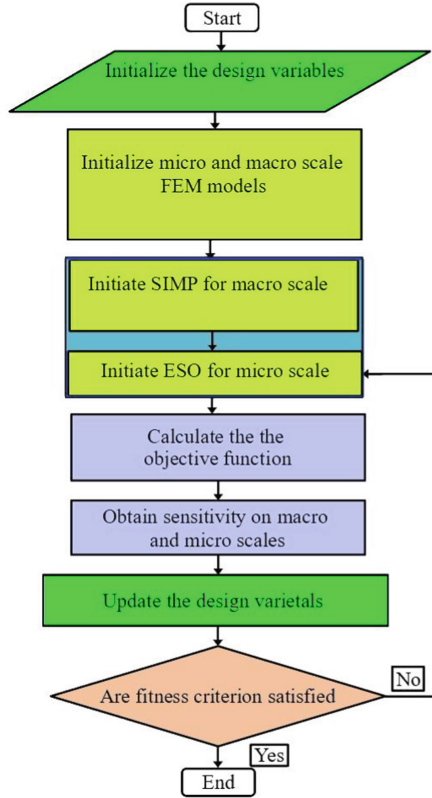 Start
Initialize the design variables
Initialize micro and macro scale
FEM models
Initiate SIMP for macro scale
Initiate ESO for micro scale
Calculate the the
objective function
Obtain sensitivity on macro
and micro scales
Update the design varietals
Are fitness criterion satisfied
No
Yes
End